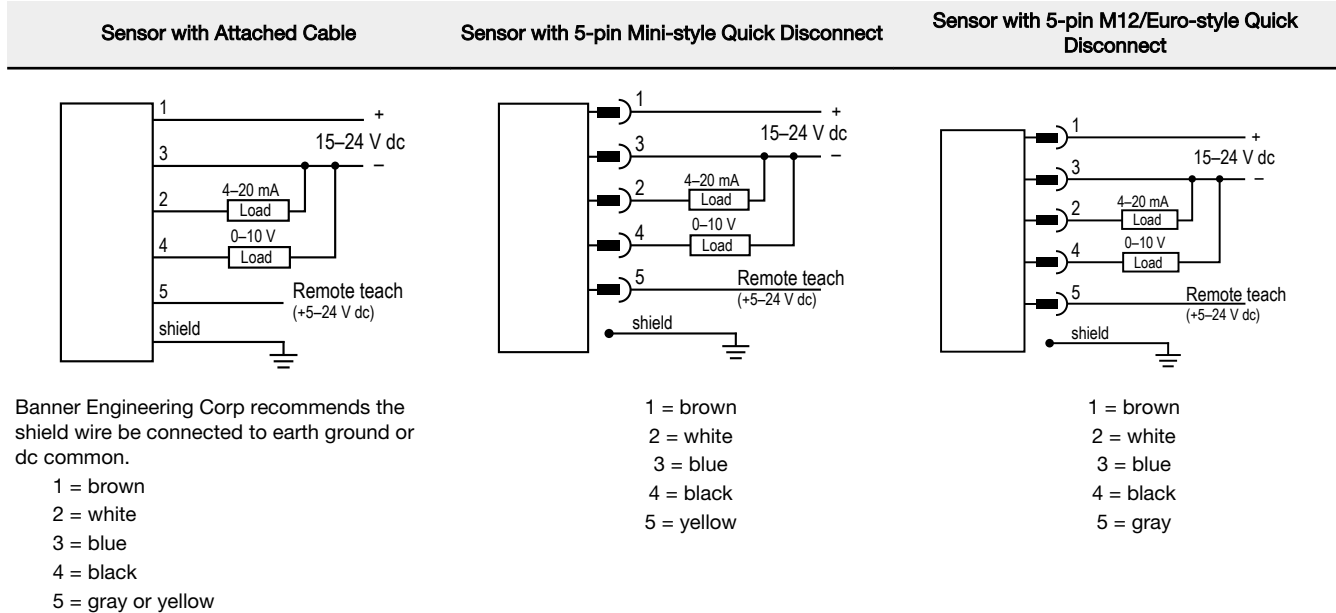 Sensor with Attached Cable
Sensor with 5-pin Mini-style Quick Disconnect
Sensor with 5-pin M12/Euro-style Quick
Disconnect
1
+
15–24 V dc
3
–
4–20 mA
2
Load
0–10 V
4
Load
5
Remote teach
(+5–24 V dc)
shield
1
+
15–24 V dc
3
–
4–20 mA
2
Load
0–10 V
4
Load
5
Remote teach
(+5–24 V dc)
shield
1
+
15–24 V dc
3
–
4–20 mA
2
Load
0–10 V
4
Load
5
Remote teach
(+5–24 V dc)
shield
Banner Engineering Corp recommends the
shield wire be connected to earth ground or
dc common.
1 = brown
2 = white
3 = blue
4 = black
5 = gray or yellow
1 = brown
2 = white
3 = blue
4 = black
5 = yellow
1 = brown
2 = white
3 = blue
4 = black
5 = gray